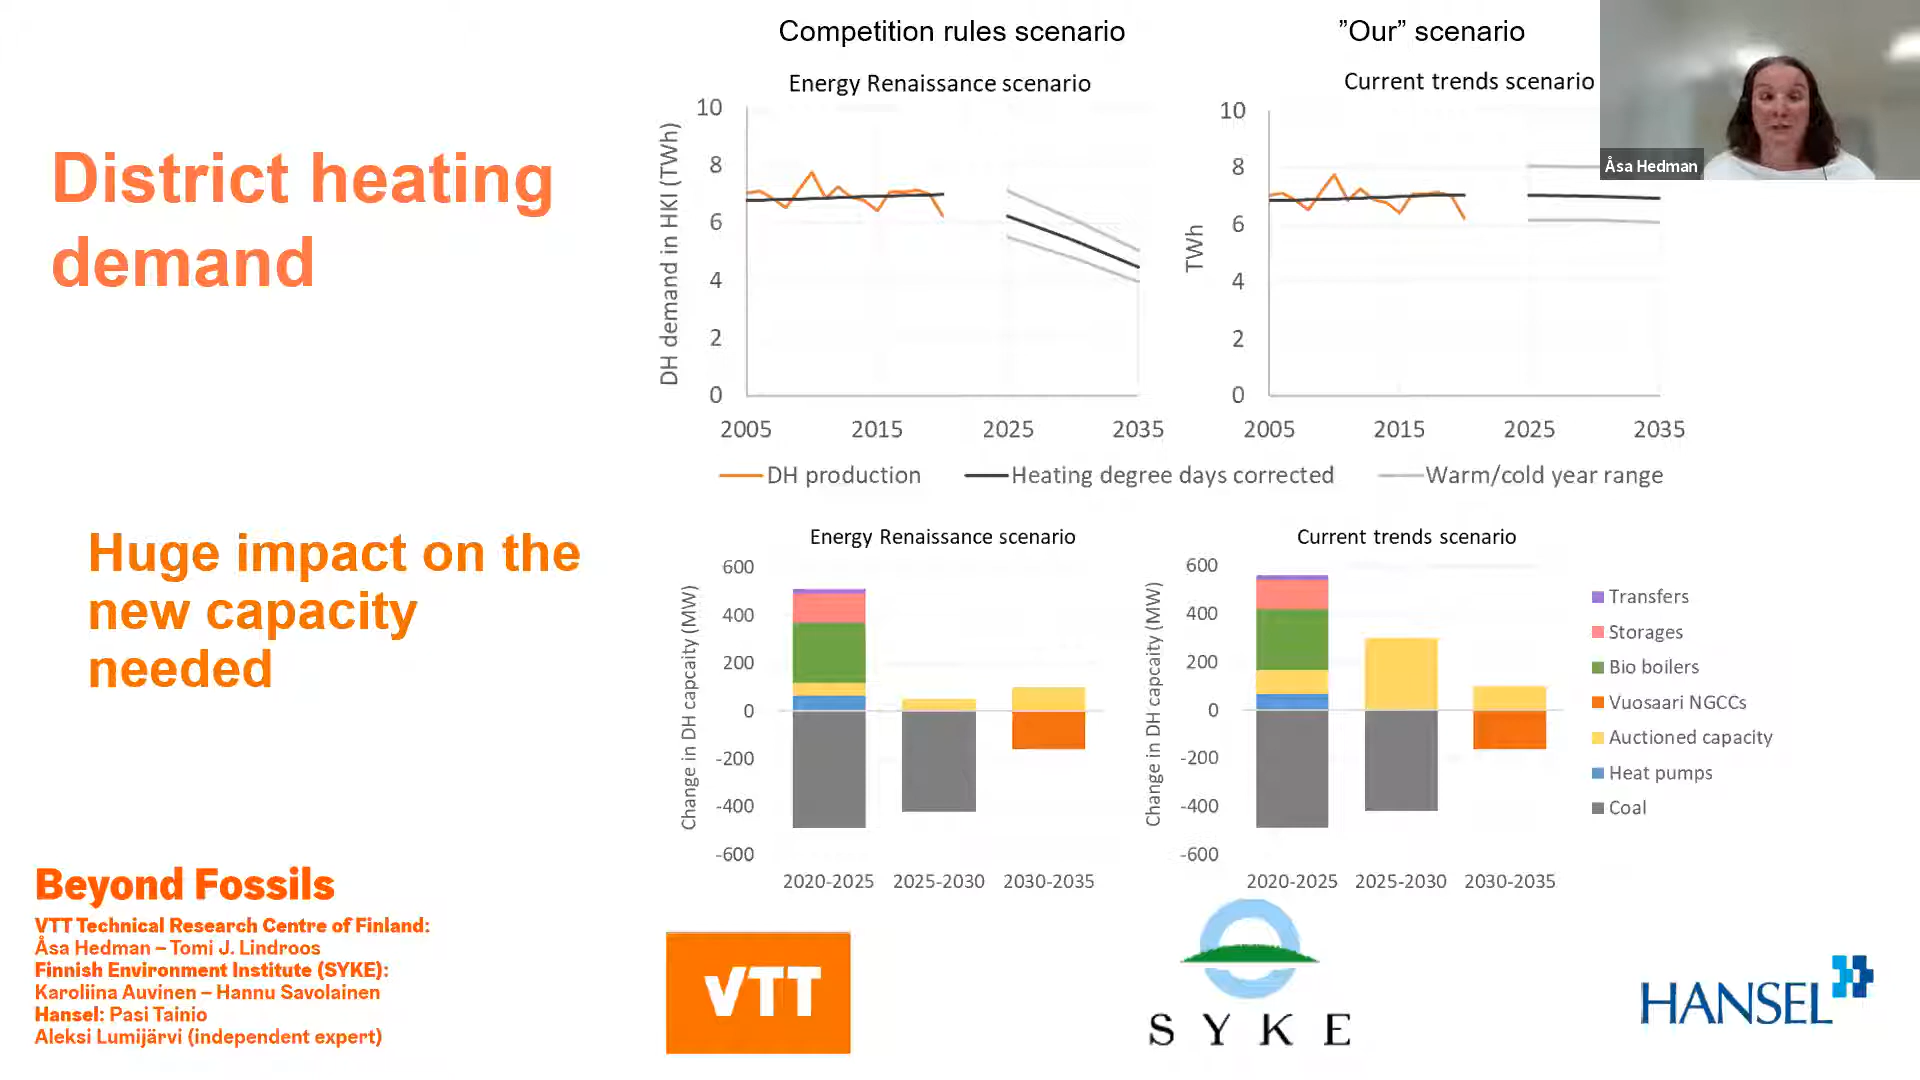 Competition rules scenario
”Our” scenario
Åsa Hedman
District heating
demand
Energy Renaissance scenario
DH demand in HKI (TWh)
10
8
6
4
2
0
2005
2015
2025
2035
Current trends scenario
TWh
10
8
6
4
2
0
2005
2015
2025
2035
DH production
Heating degree days corrected
Warm/cold year range
Huge impact on the
new capacity
needed
Energy Renaissance scenario
Change in DH capcaity (MW)
600
400
200
0
-200
-400
-600
2020-2025
2025-2030
2030-2035
Current trends scenario
Change in DH capcaity (MW)
600
400
200
0
-200
-400
-600
2020-2025
2025-2030
2030-2035
Transfers
Storages
Bio boilers
Vuosaari NGCCs
Auctioned capacity
Heat pumps
Coal
Beyond Fossils
VTT Technical Research Centre of Finland:
Åsa Hedman – Tomi J. Lindroos
Finnish Environment Institute (SYKE):
Karoliina Auvinen – Hannu Savolainen
Hansel: Pasi Tainio
Aleksi Lumijärvi (independent expert)
VTT
SYKE
HANSEL